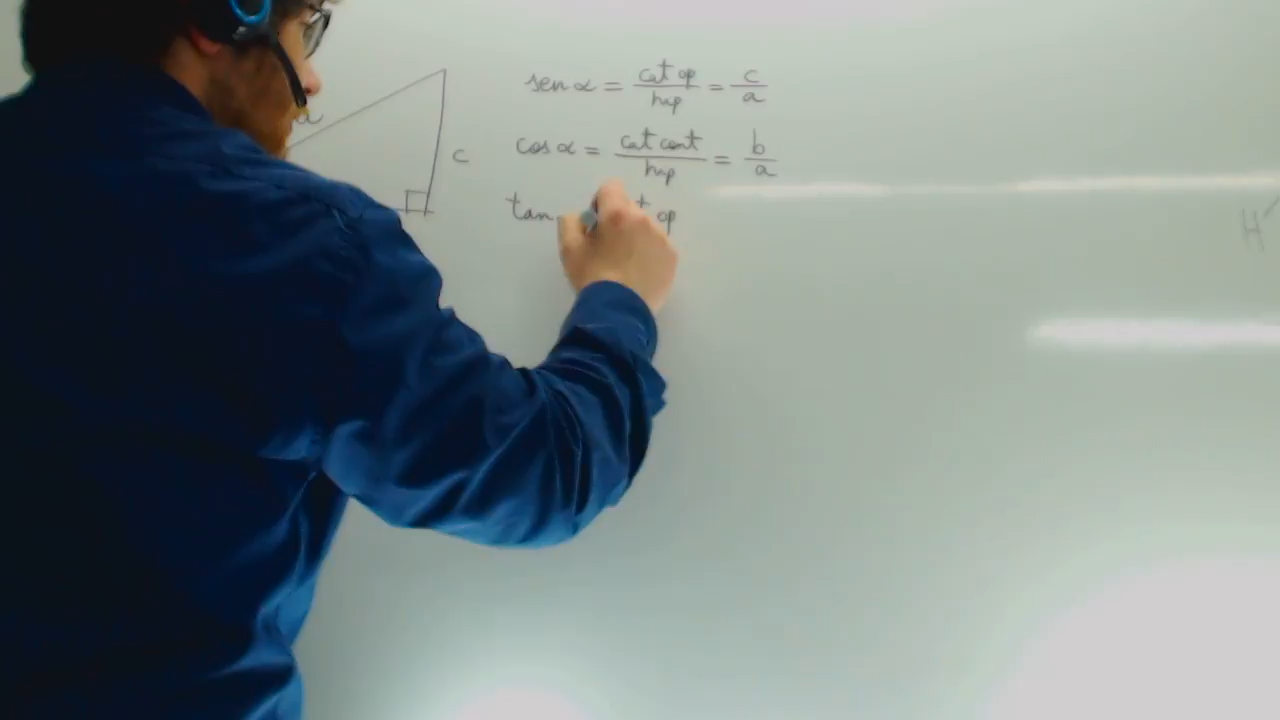 a
c
sen α = cat op / hip = c / a
cos α = cat cont / hip = b / a
tan op
H